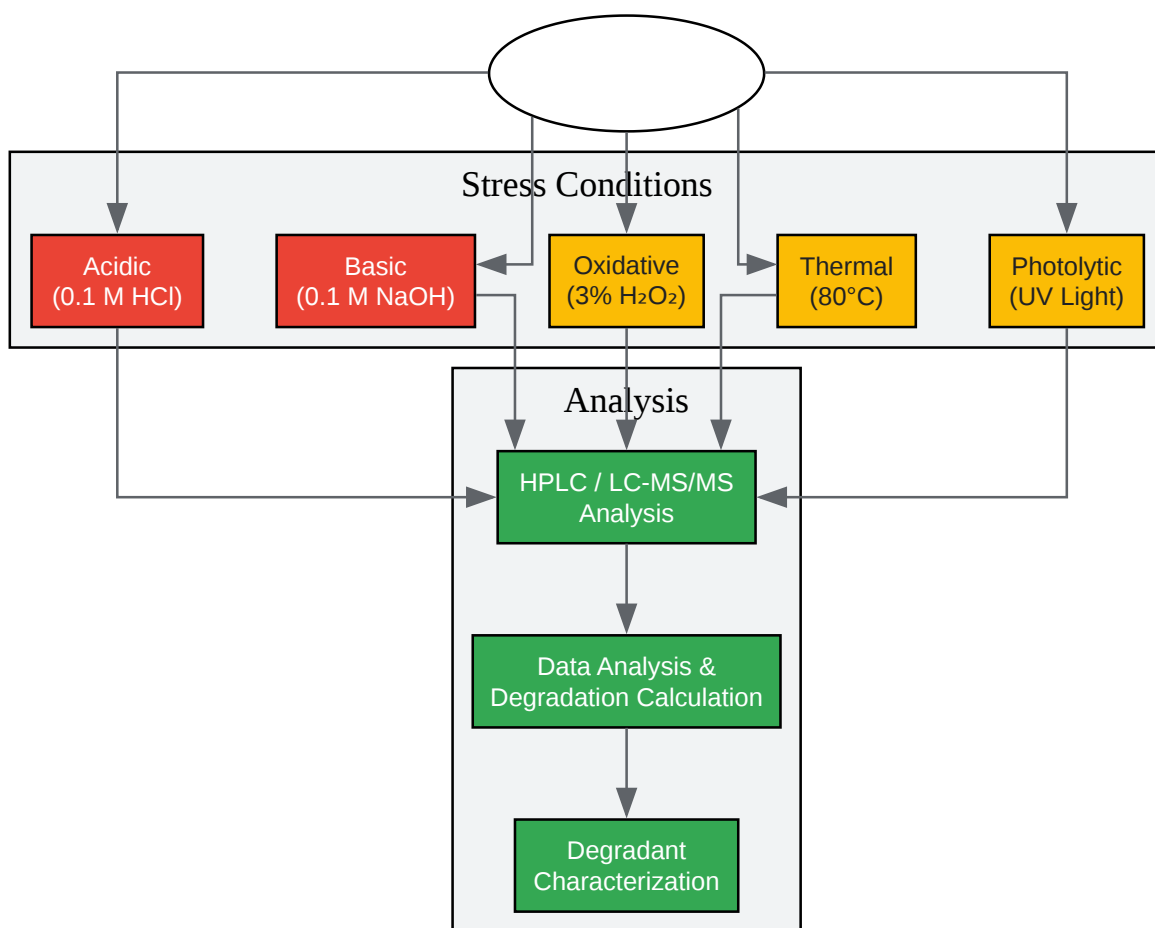 Stress Conditions
Acidic
(0.1 M HCl)
Basic
(0.1 M NaOH)
Oxidative
(3% H₂O₂)
Thermal
(80°C)
Photolytic
(UV Light)
Analysis
HPLC / LC-MS/MS
Analysis
Data Analysis &
Degradation Calculation
Degradant
Characterization